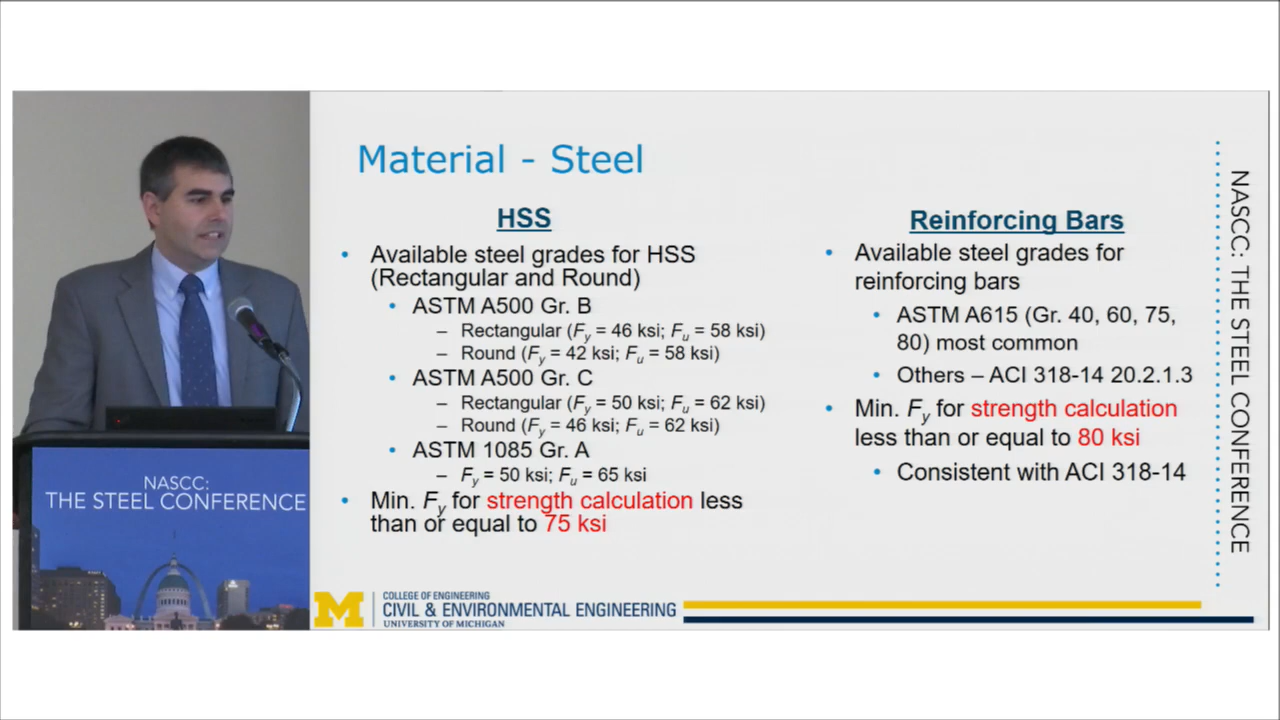 Material - Steel
HSS
• Available steel grades for HSS
(Rectangular and Round)
• ASTM A500 Gr. B
– Rectangular (Fy = 46 ksi; Fu = 58 ksi)
– Round (Fy = 42 ksi; Fu = 58 ksi)
• ASTM A500 Gr. C
– Rectangular (Fy = 50 ksi; Fu = 62 ksi)
– Round (Fy = 46 ksi; Fu = 62 ksi)
• ASTM 1085 Gr. A
– Fy = 50 ksi; Fu = 65 ksi
• Min. Fy for strength calculation less
than or equal to 75 ksi
Reinforcing Bars
• Available steel grades for
reinforcing bars
• ASTM A615 (Gr. 40, 60, 75,
80) most common
• Others – ACI 318-14 20.2.1.3
• Min. Fy for strength calculation
less than or equal to 80 ksi
• Consistent with ACI 318-14
NASCC: THE STEEL CONFERENCE
NASCC:
THE STEEL CONFERENCE
M
COLLEGE OF ENGINEERING
CIVIL & ENVIRONMENTAL ENGINEERING
UNIVERSITY OF MICHIGAN